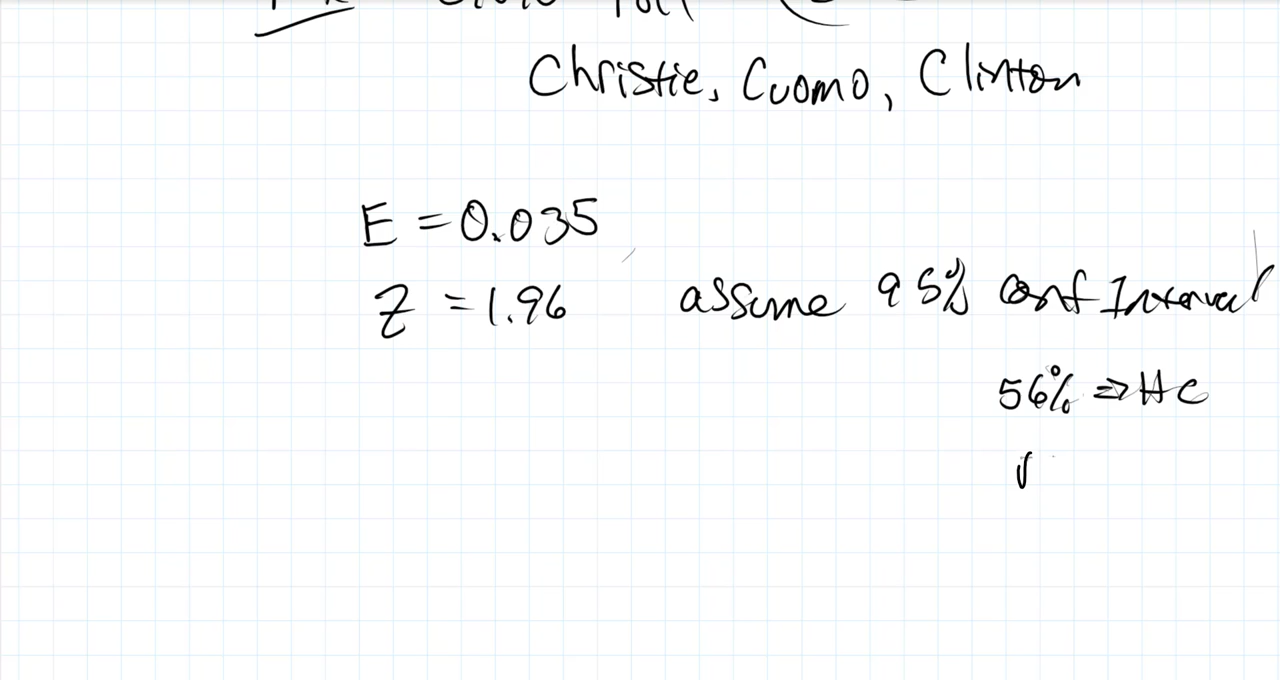 Christie, Cuomo, Clinton
E = 0.035
Z = 1.96 assume 95% conf Interval
56% => HC